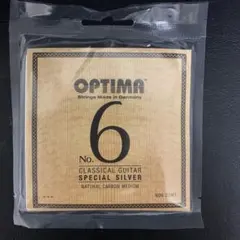 OPTIMA
Strings Made in Germany
No. 6
CLASSICAL GUITAR
SPECIAL SILVER
NATURAL CARBON MEDIUM